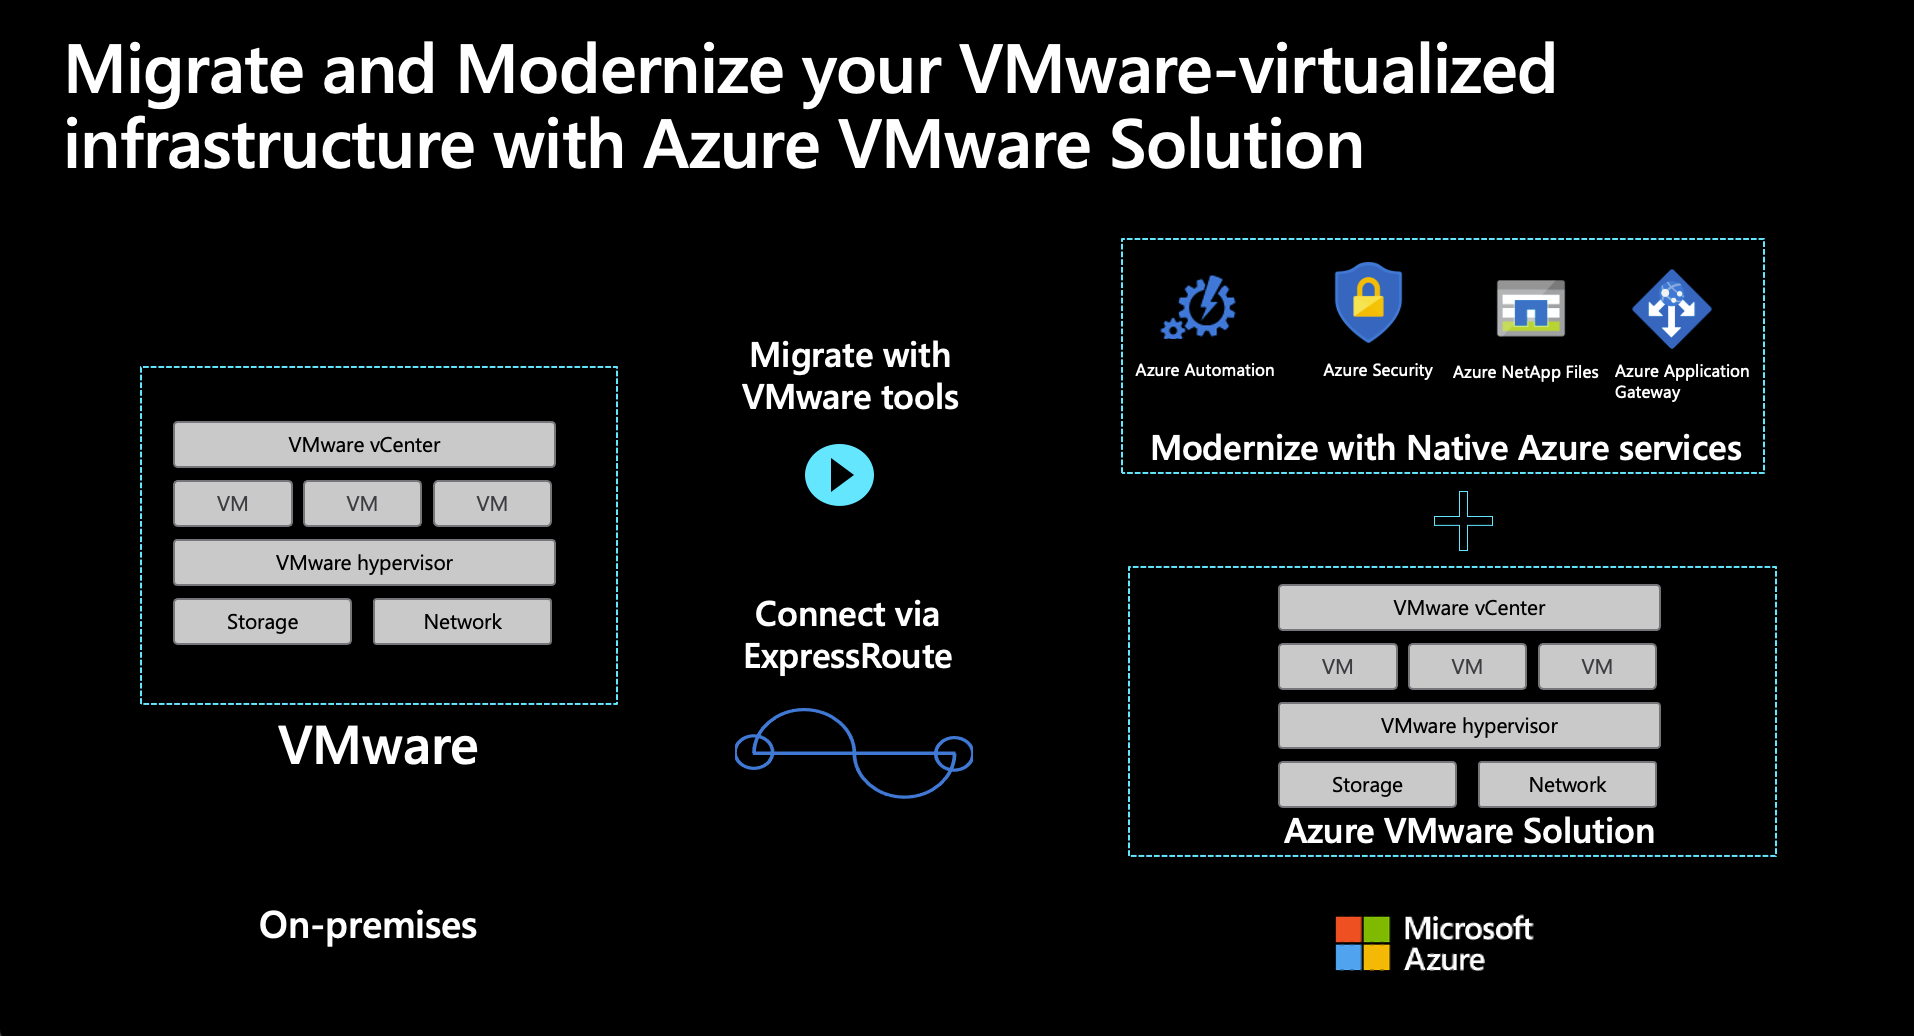 Migrate and Modernize your VMware-virtualized
infrastructure with Azure VMware Solution
VMware vCenter
VM VM VM
VMware hypervisor
Storage Network
VMware
On-premises
Migrate with
VMware tools
Connect via
ExpressRoute
Azure Automation
Azure Security
Azure NetApp Files
Azure Application
Gateway
Modernize with Native Azure services
VMware vCenter
VM VM VM
VMware hypervisor
Storage Network
Azure VMware Solution
Microsoft
Azure